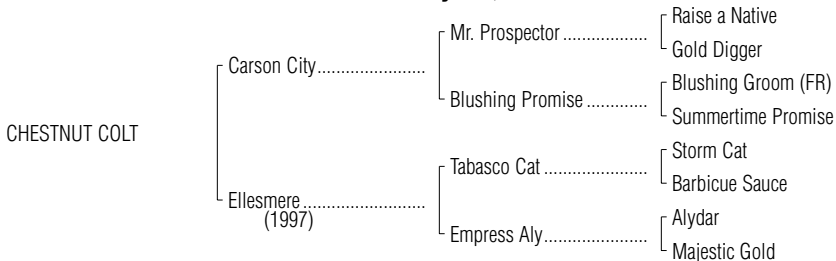 Raise a Native
Mr. Prospector ....................
Gold Digger
Carson City..........................
Blushing Groom (FR)
Blushing Promise ...............
Summertime Promise
CHESTNUT COLT
Storm Cat
Tabasco Cat .........................
Barbicue Sauce
Ellesmere .............................
(1997)
Alydar
Empress Aly.........................
Majestic Gold